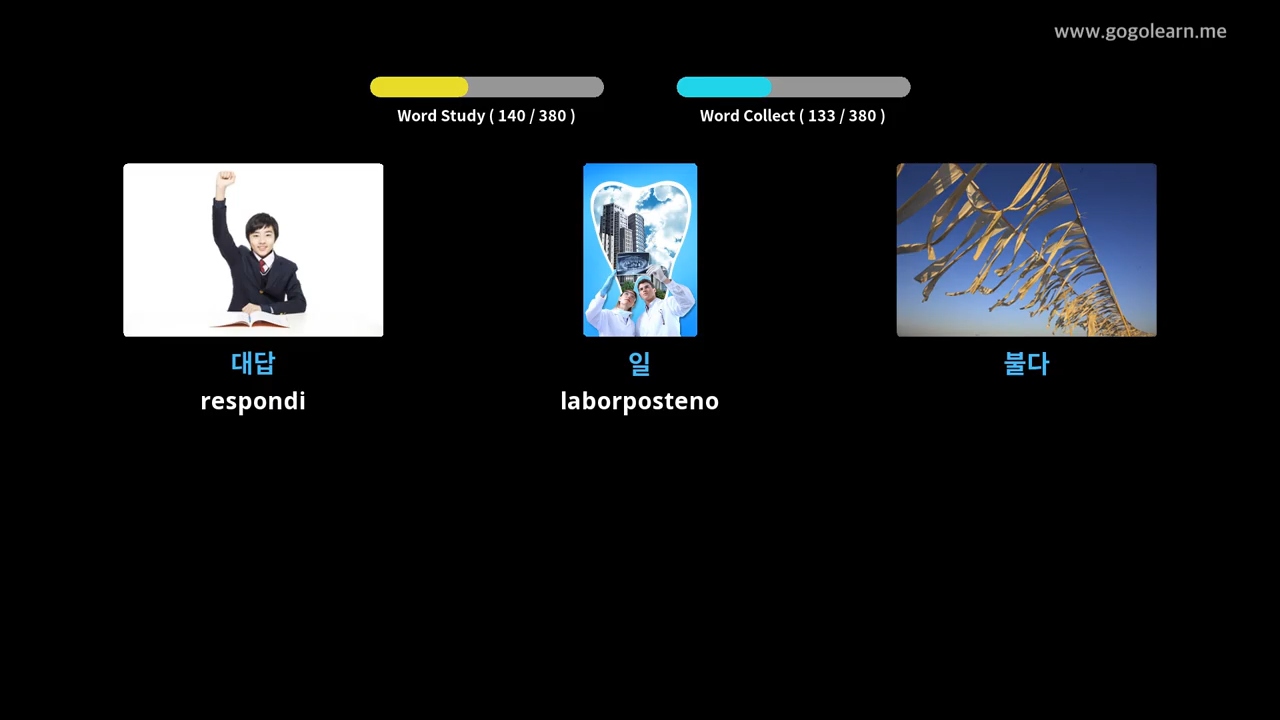 www.gogolearn.me
Word Study ( 140 / 380 )
Word Collect ( 133 / 380 )
대답
일
불다
respondi
laborposteno